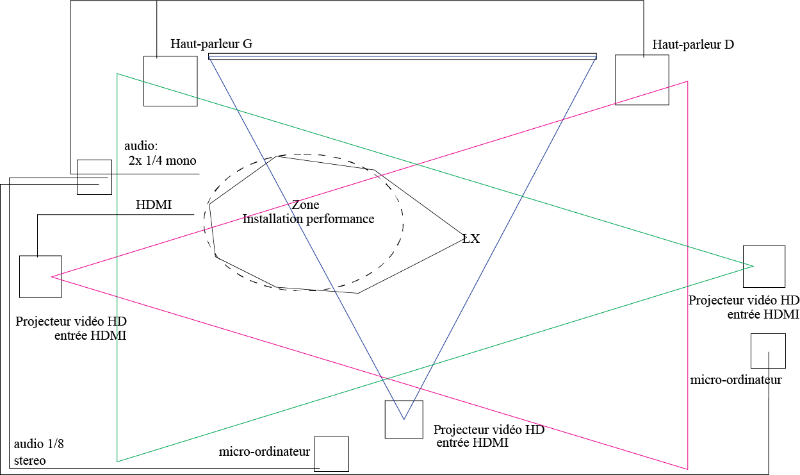 Haut-parleur G
Haut-parleur D
audio:
2x 1/4 mono
HDMI
Zone
Installation performance
LX
Projecteur vidéo HD
entrée HDMI
Projecteur vidéo HD
entrée HDMI
micro-ordinateur
Projecteur vidéo HD
entrée HDMI
audio 1/8
stereo
micro-ordinateur